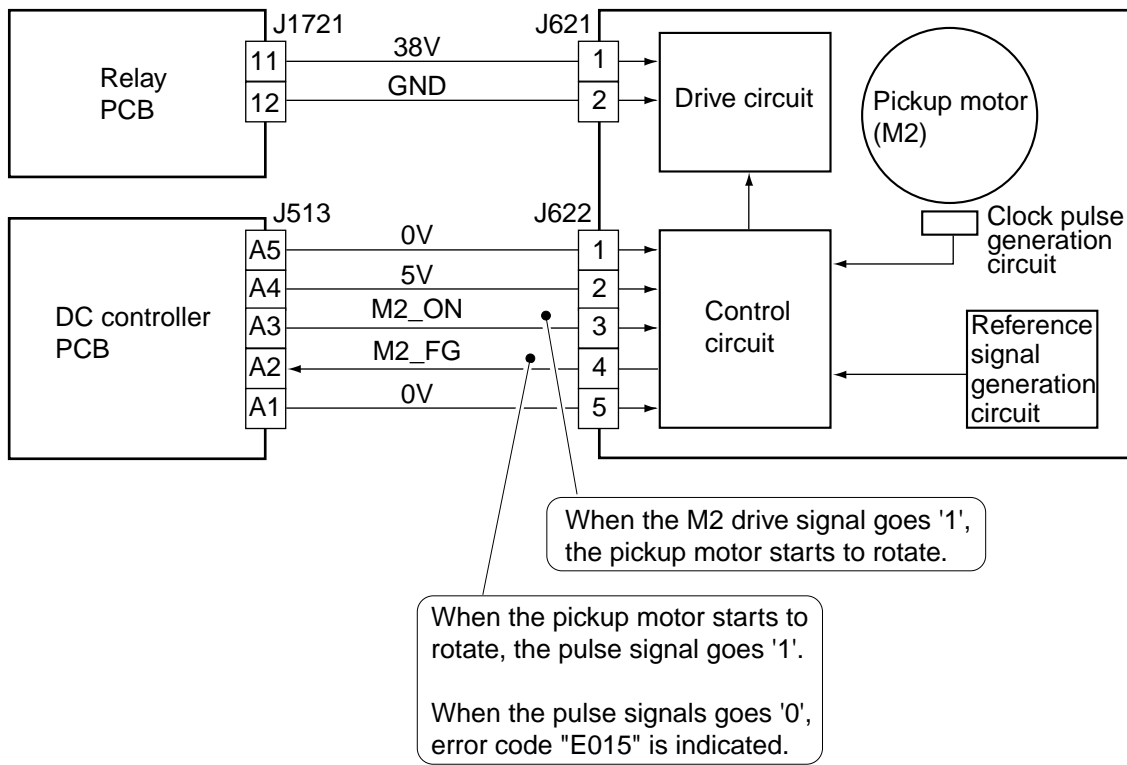 J1721
J621
Relay
PCB
11
38V
1
12
GND
2
Drive circuit
Pickup motor
(M2)
J513
J622
Clock pulse
generation
circuit
DC controller
PCB
A5
0V
1
A4
5V
2
A3
M2_ON
3
A2
M2_FG
4
A1
0V
5
Control
circuit
Reference
signal
generation
circuit
When the M2 drive signal goes '1',
the pickup motor starts to rotate.
When the pickup motor starts to
rotate, the pulse signal goes '1'.
When the pulse signals goes '0',
error code "E015" is indicated.